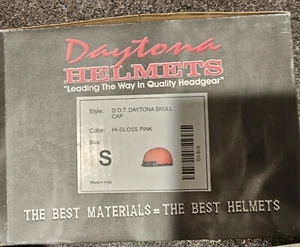 Daytona
HELMETS
"Leading The Way In Quality Headgear"
Style: D.O.T. DAYTONA SKULL
CAP
Color: HI-GLOSS PINK
Size:
S
THE BEST MATERIALS = THE BEST HELMETS